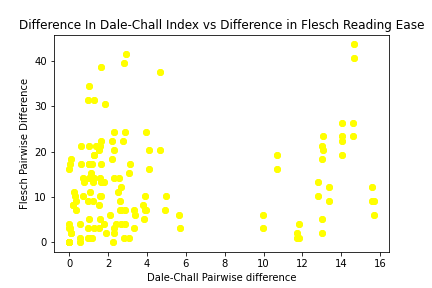 Difference In Dale-Chall Index vs Difference in Flesch Reading Ease
Flesch Pairwise Difference
40
30
20
10
0
0 2 4 6 8 10 12 14 16
Dale-Chall Pairwise difference